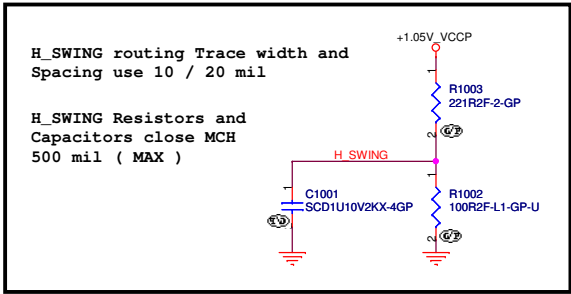 +1.05V_VCCP
H_SWING routing Trace width and
Spacing use 10 / 20 mil
1
R1003
221R2F-2-GP
2
G/P
H_SWING Resistors and
Capacitors close MCH
500 mil ( MAX )
H_SWING
1
C1001
SCD1U10V2KX-4GP
1
R1002
100R2F-L1-GP-U
2
G/P